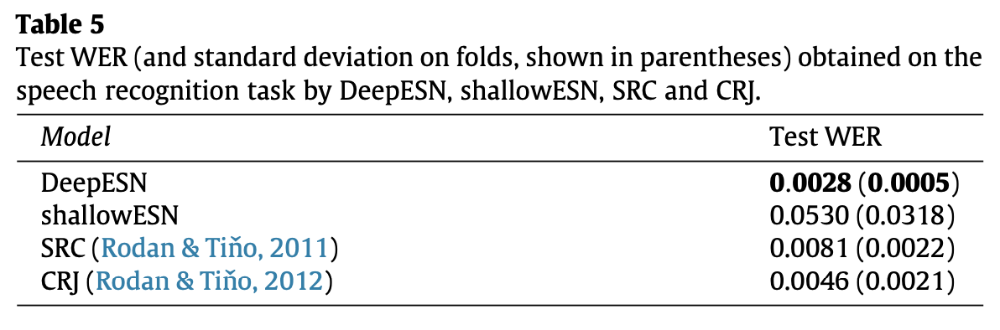 Table 5
Test WER (and standard deviation on folds, shown in parentheses) obtained on the
speech recognition task by DeepESN, shallowESN, SRC and CRJ.
Model Test WER
DeepESN 0.0028 (0.0005)
shallowESN 0.0530 (0.0318)
SRC (Rodan & Tiňo, 2011) 0.0081 (0.0022)
CRJ (Rodan & Tiňo, 2012) 0.0046 (0.0021)